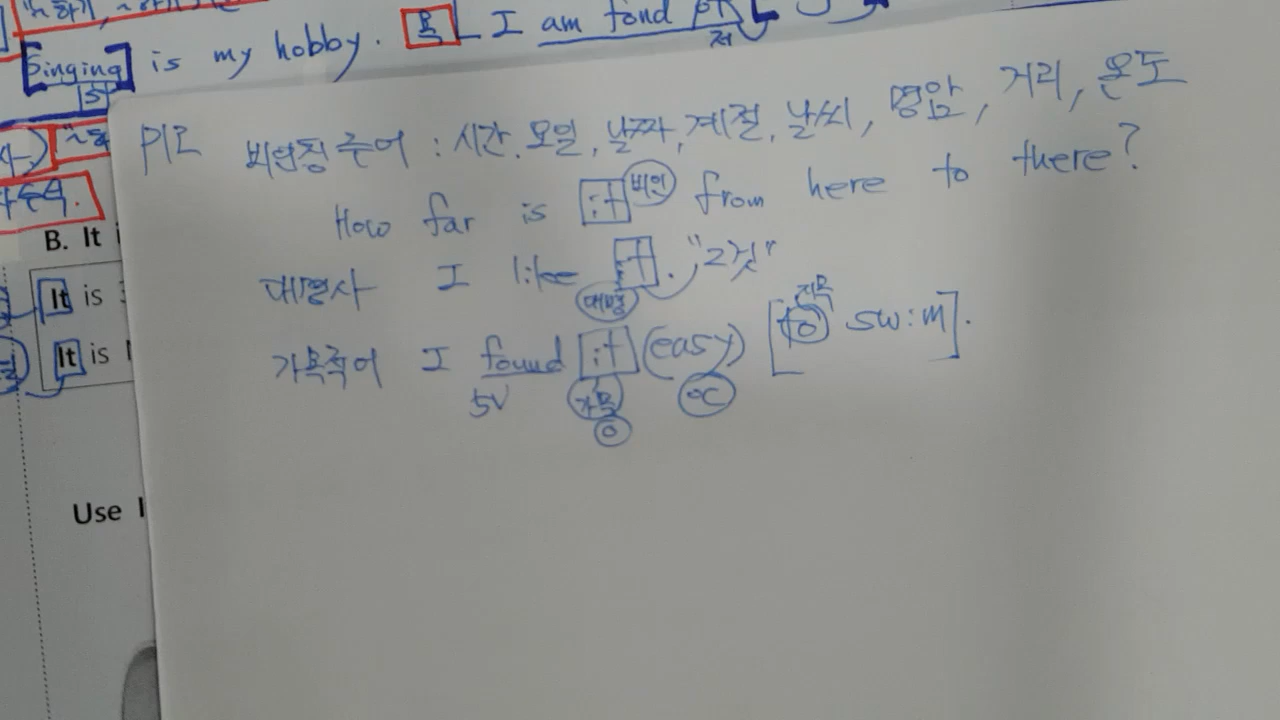 "~하기,
[Singing] is my hobby. 목 I am fond
S
전
비인칭 주어 : 시간, 요일, 날짜, 계절, 날씨, 명암, 거리, 온도
How far is it 비인 from here to there?
B. It i
대명사 I like it. "그것"
대명
It is
It is
가목적어 I found it (easy) [to swim].
진목
5V 가목 OC
O
Use I